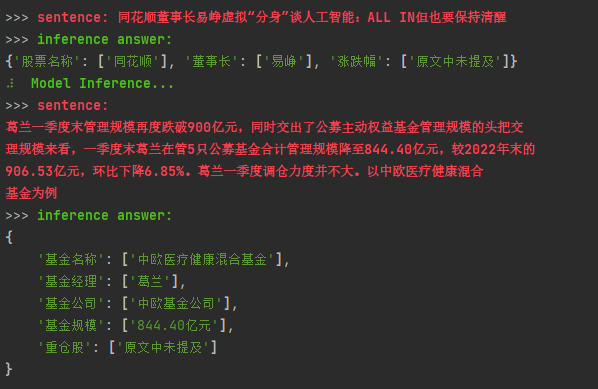 >>> sentence: 同花顺董事长易峥虚拟“分身”谈人工智能：ALL IN但也要保持清醒
>>> inference answer:
{'股票名称': ['同花顺'], '董事长': ['易峥'], '涨跌幅': ['原文中未提及']}
⠼ Model Inference...
>>> sentence:
葛兰一季度末管理规模再度跌破900亿元，同时交出了公募主动权益基金管理规模的头把交
理规模来看，一季度末葛兰在管5只公募基金合计管理规模降至844.40亿元，较2022年末的
906.53亿元，环比下降6.85%。葛兰一季度调仓力度并不大。以中欧医疗健康混合
基金为例
>>> inference answer:
{
    '基金名称': ['中欧医疗健康混合基金'],
    '基金经理': ['葛兰'],
    '基金公司': ['中欧基金公司'],
    '基金规模': ['844.40亿元'],
    '重仓股': ['原文中未提及']
}